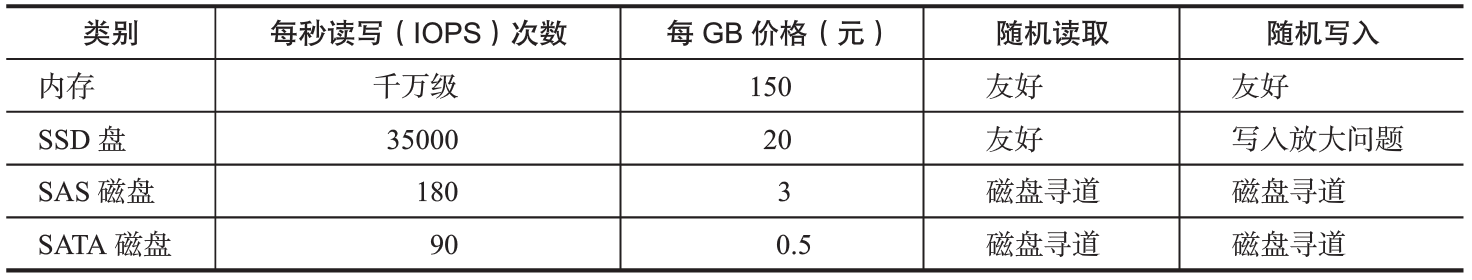 类别 每秒读写（IOPS）次数 每 GB 价格（元） 随机读取 随机写入
内存 千万级 150 友好 友好
SSD 盘 35000 20 友好 写入放大问题
SAS 磁盘 180 3 磁盘寻道 磁盘寻道
SATA 磁盘 90 0.5 磁盘寻道 磁盘寻道